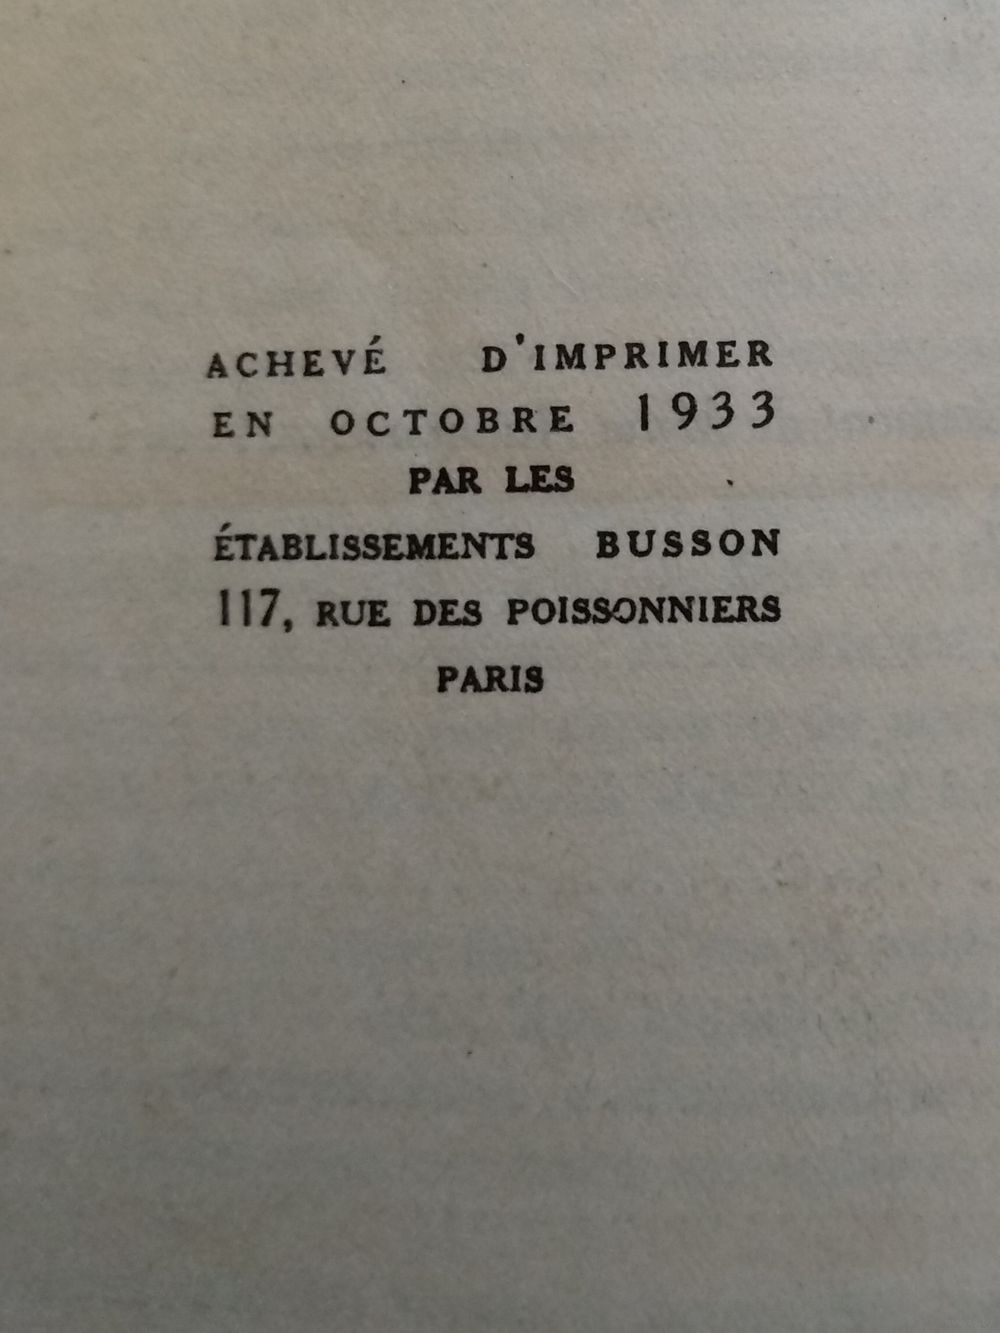 ACHEVÉ D'IMPRIMER
EN OCTOBRE 1933
PAR LES
ÉTABLISSEMENTS BUSSON
117, RUE DES POISSONNIERS
PARIS